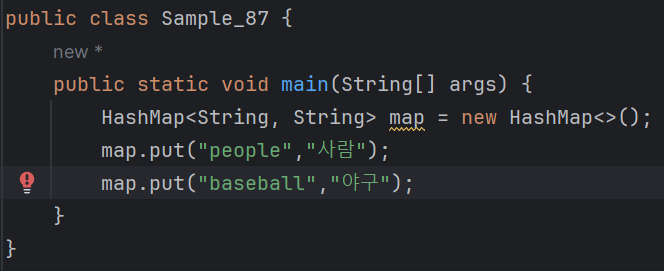 public class Sample_87 {
new *
public static void main(String[] args) {
HashMap<String, String> map = new HashMap<>();
map.put("people","사람");
map.put("baseball","야구");
}
}